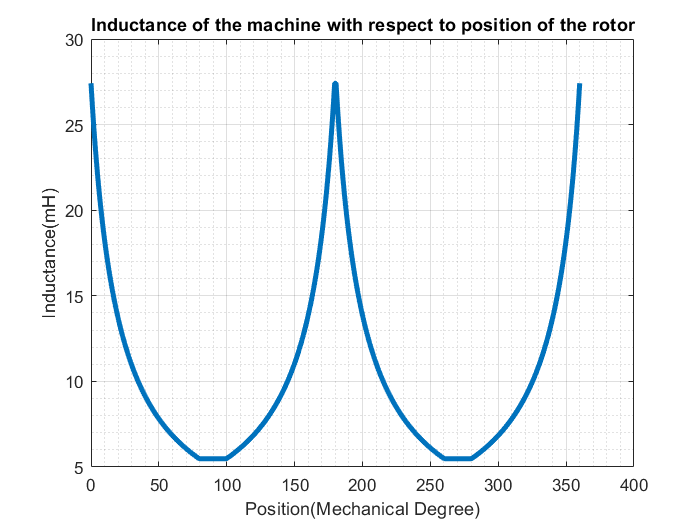 Inductance of the machine with respect to position of the rotor
30
25
20
15
10
5
Inductance(mH)
0 50 100 150 200 250 300 350 400
Position(Mechanical Degree)